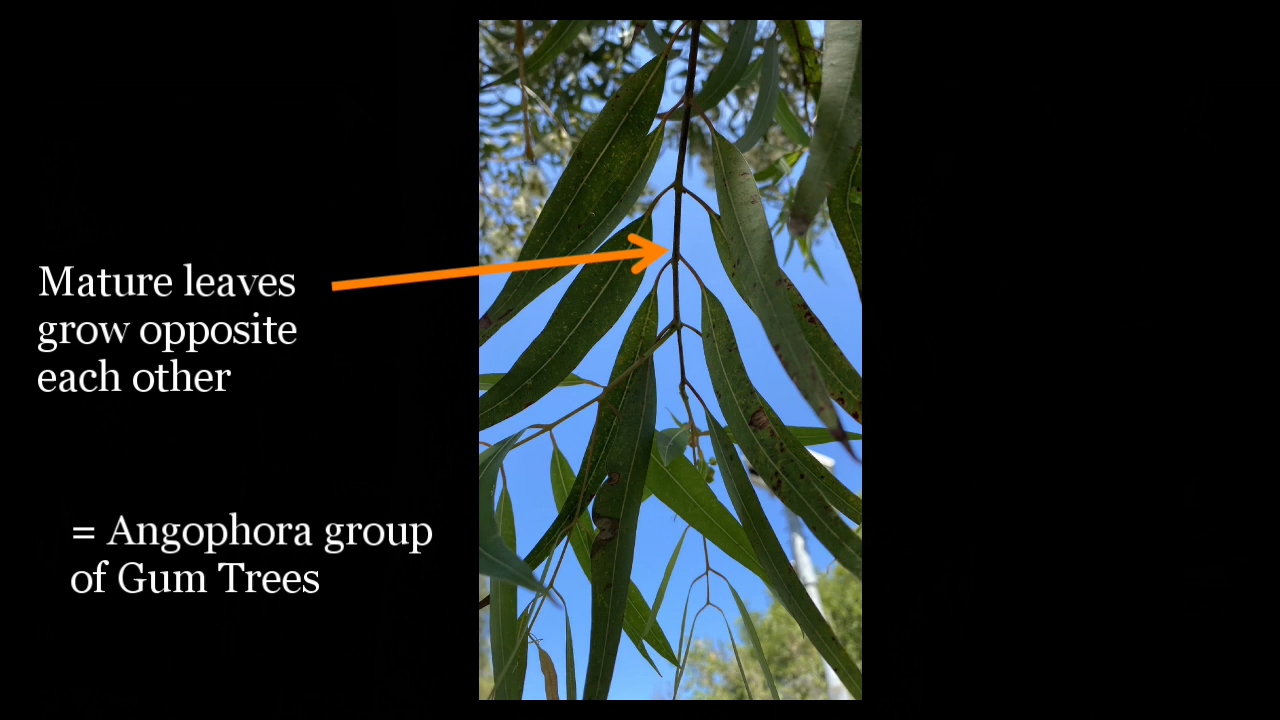 Mature leaves
grow opposite
each other
= Angophora group
of Gum Trees